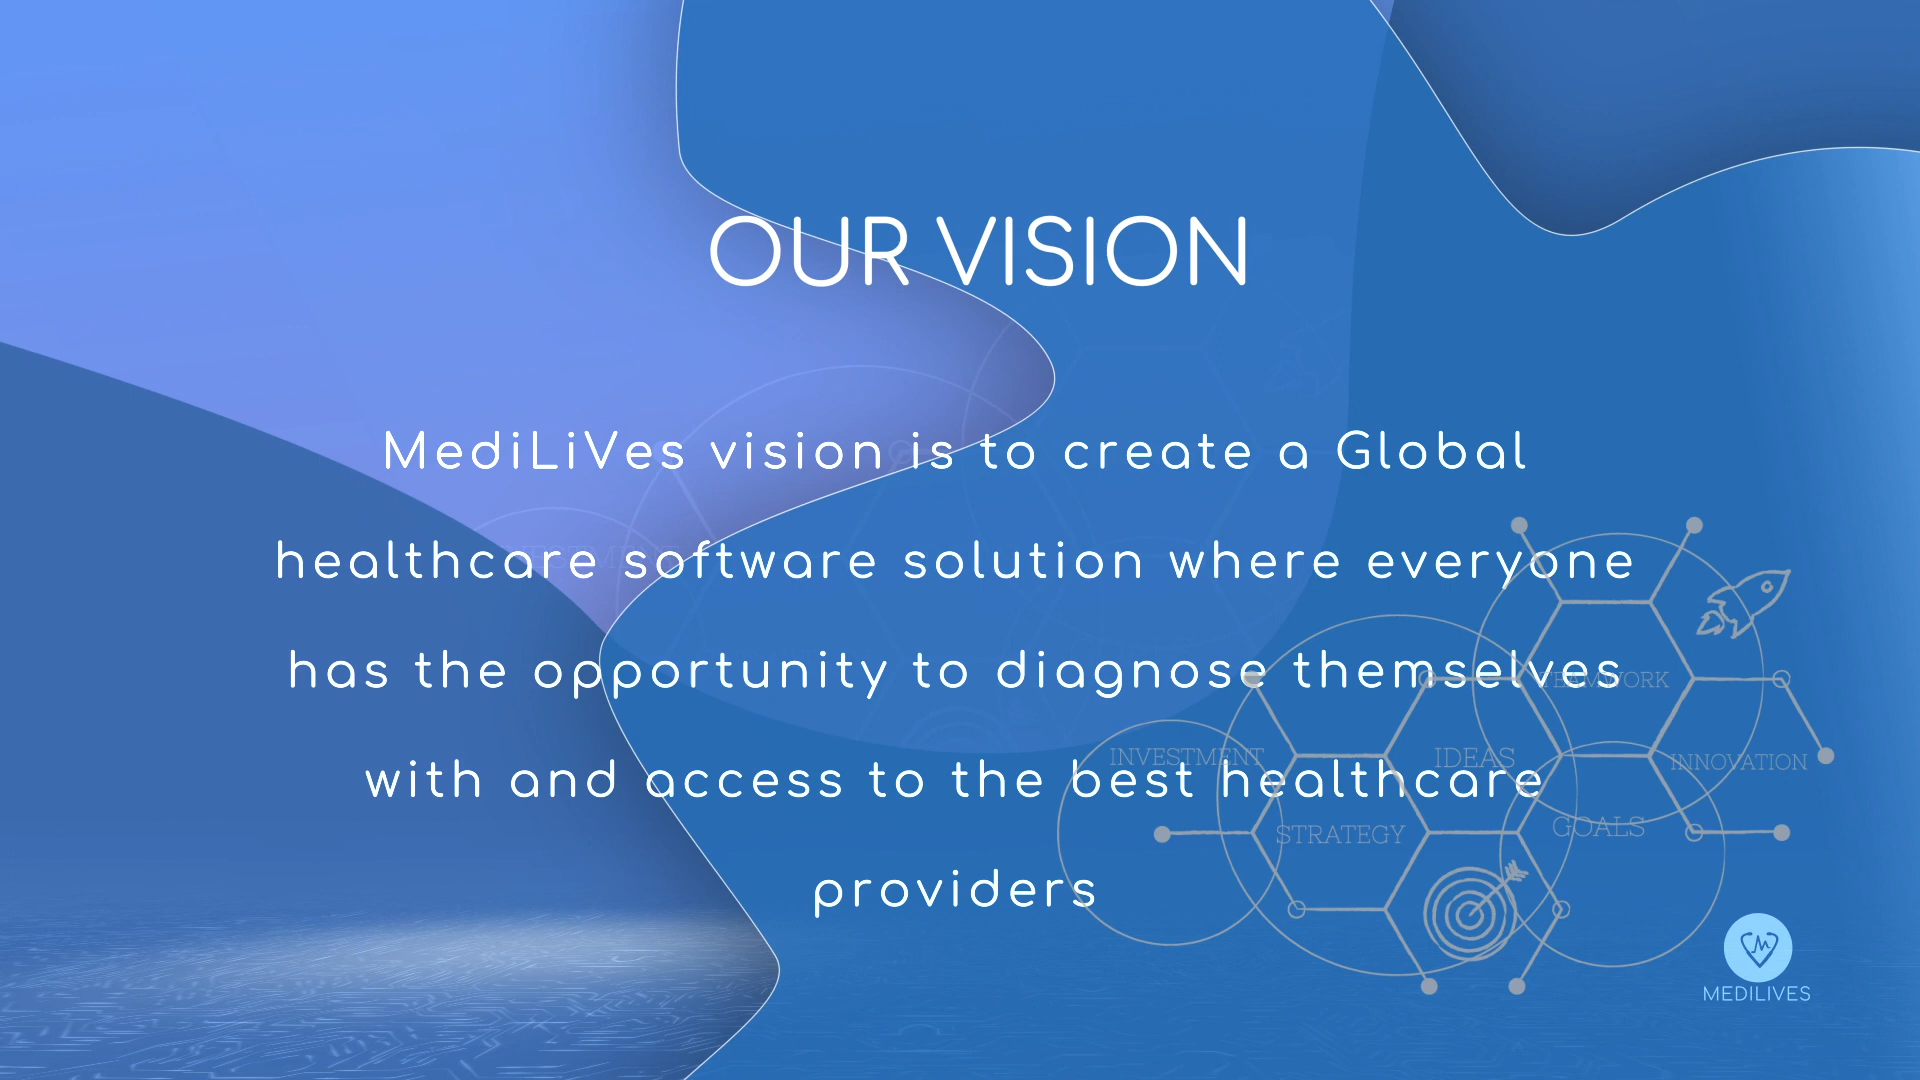 OUR VISION
MediLiVes vision is to create a Global
healthcare software solution where everyone
has the opportunity to diagnose themselves
with and access to the best healthcare
providers
TEAMWORK
INVESTMENT
IDEAS
INNOVATION
STRATEGY
GOALS
MEDILIVES